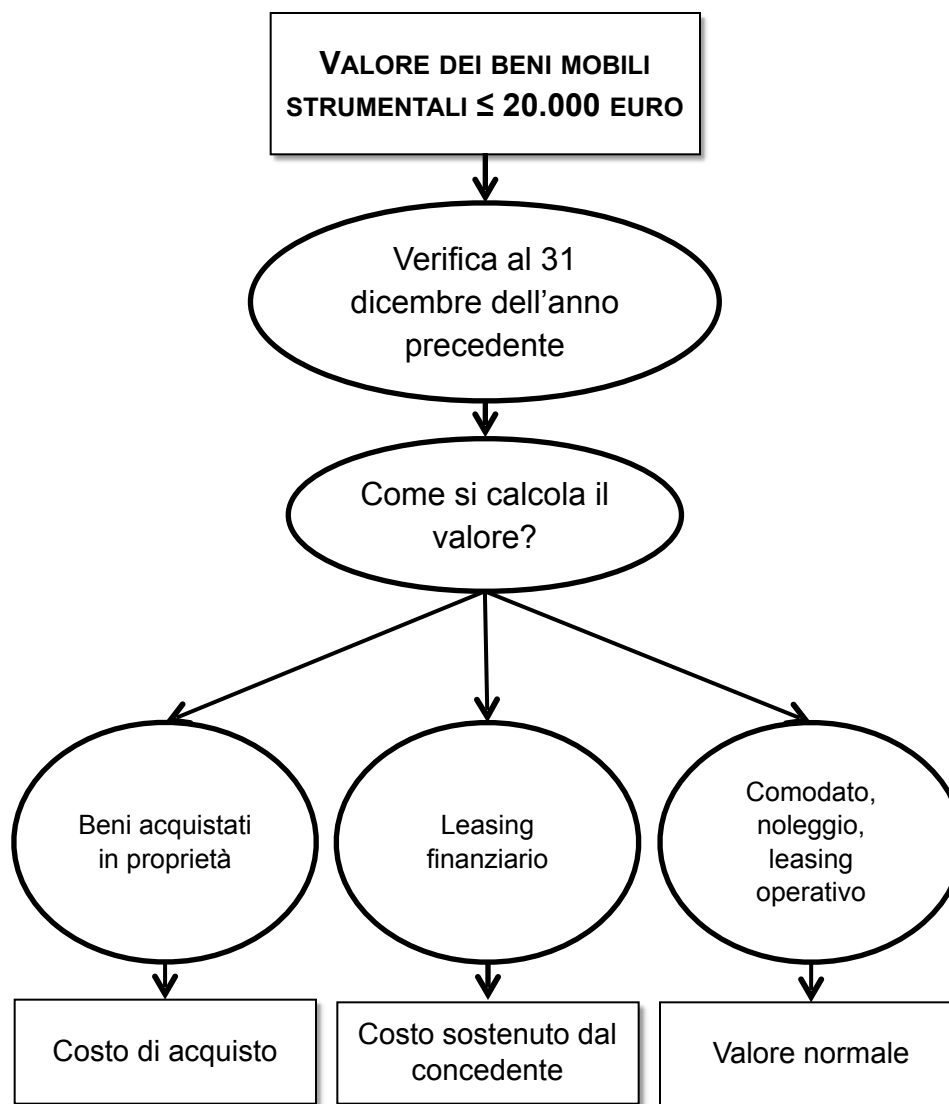 VALORE DEI BENI MOBILI
STRUMENTALI ≤ 20.000 EURO
Verifica al 31
dicembre dell’anno
precedente
Come si calcola il
valore?
Beni acquistati
in proprietà
Leasing
finanziario
Comodato,
noleggio,
leasing
operativo
Costo di acquisto
Costo sostenuto dal
concedente
Valore normale